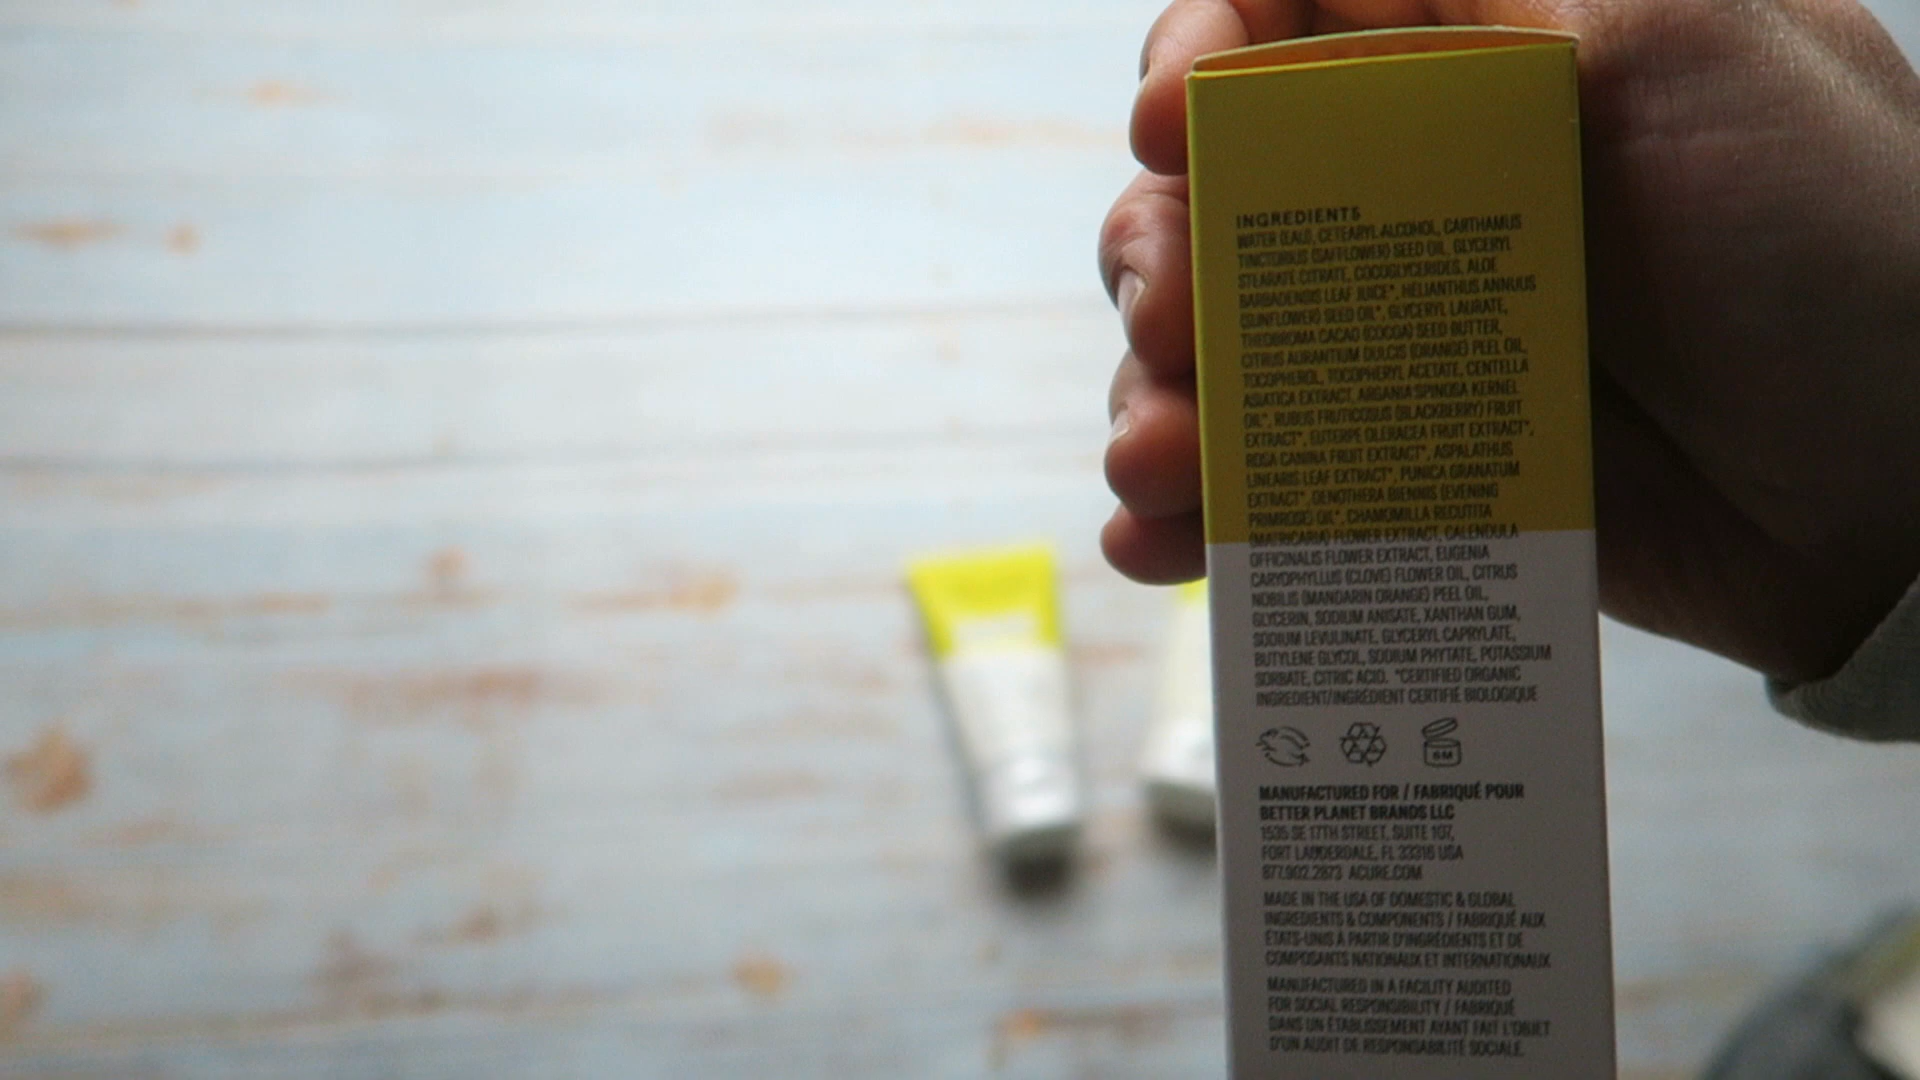 INGREDIENTS
WATER (EAU), CETEARYL ALCOHOL, CARTHAMUS
TINCTORIUS (SAFFLOWER) SEED OIL, GLYCERYL
STEARATE CITRATE, COCOGLYCERIDES, ALOE
BARBADENSIS LEAF JUICE*, HELIANTHUS ANNUUS
(SUNFLOWER) SEED OIL*, GLYCERYL LAURATE,
THEOBROMA CACAO (COCOA) SEED BUTTER,
CITRUS AURANTIUM DULCIS (ORANGE) PEEL OIL,
TOCOPHEROL, TOCOPHERYL ACETATE, CENTELLA
ASIATICA EXTRACT, ARGANIA SPINOSA KERNEL
OIL*, RUBUS FRUTICOSUS (BLACKBERRY) FRUIT
EXTRACT*, EUTERPE OLERACEA FRUIT EXTRACT*,
ROSA CANINA FRUIT EXTRACT*, ASPALATHUS
LINEARIS LEAF EXTRACT*, PUNICA GRANATUM
EXTRACT*, OENOTHERA BIENNIS (EVENING
PRIMROSE) OIL*, CHAMOMILLA RECUTITA
(MATRICARIA) FLOWER EXTRACT, CALENDULA
OFFICINALIS FLOWER EXTRACT, EUGENIA
CARYOPHYLLUS (CLOVE) FLOWER OIL, CITRUS
NOBILIS (MANDARIN ORANGE) PEEL OIL,
GLYCERIN, SODIUM ANISATE, XANTHAN GUM,
SODIUM LEVULINATE, GLYCERYL CAPRYLATE,
BUTYLENE GLYCOL, SODIUM PHYTATE, POTASSIUM
SORBATE, CITRIC ACID. *CERTIFIED ORGANIC
INGREDIENT/INGRÉDIENT CERTIFIÉ BIOLOGIQUE
6M
MANUFACTURED FOR / FABRIQUÉ POUR
BETTER PLANET BRANDS LLC
1535 SE 17TH STREET, SUITE 107,
FORT LAUDERDALE, FL 33316 USA
877.902.2873 ACURE.COM
MADE IN THE USA OF DOMESTIC & GLOBAL
INGREDIENTS & COMPONENTS / FABRIQUÉ AUX
ÉTATS-UNIS À PARTIR D'INGRÉDIENTS ET DE
COMPOSANTS NATIONAUX ET INTERNATIONAUX
MANUFACTURED IN A FACILITY AUDITED
FOR SOCIAL RESPONSIBILITY / FABRIQUÉ
DANS UN ÉTABLISSEMENT AYANT FAIT L'OBJET
D'UN AUDIT DE RESPONSABILITÉ SOCIALE.